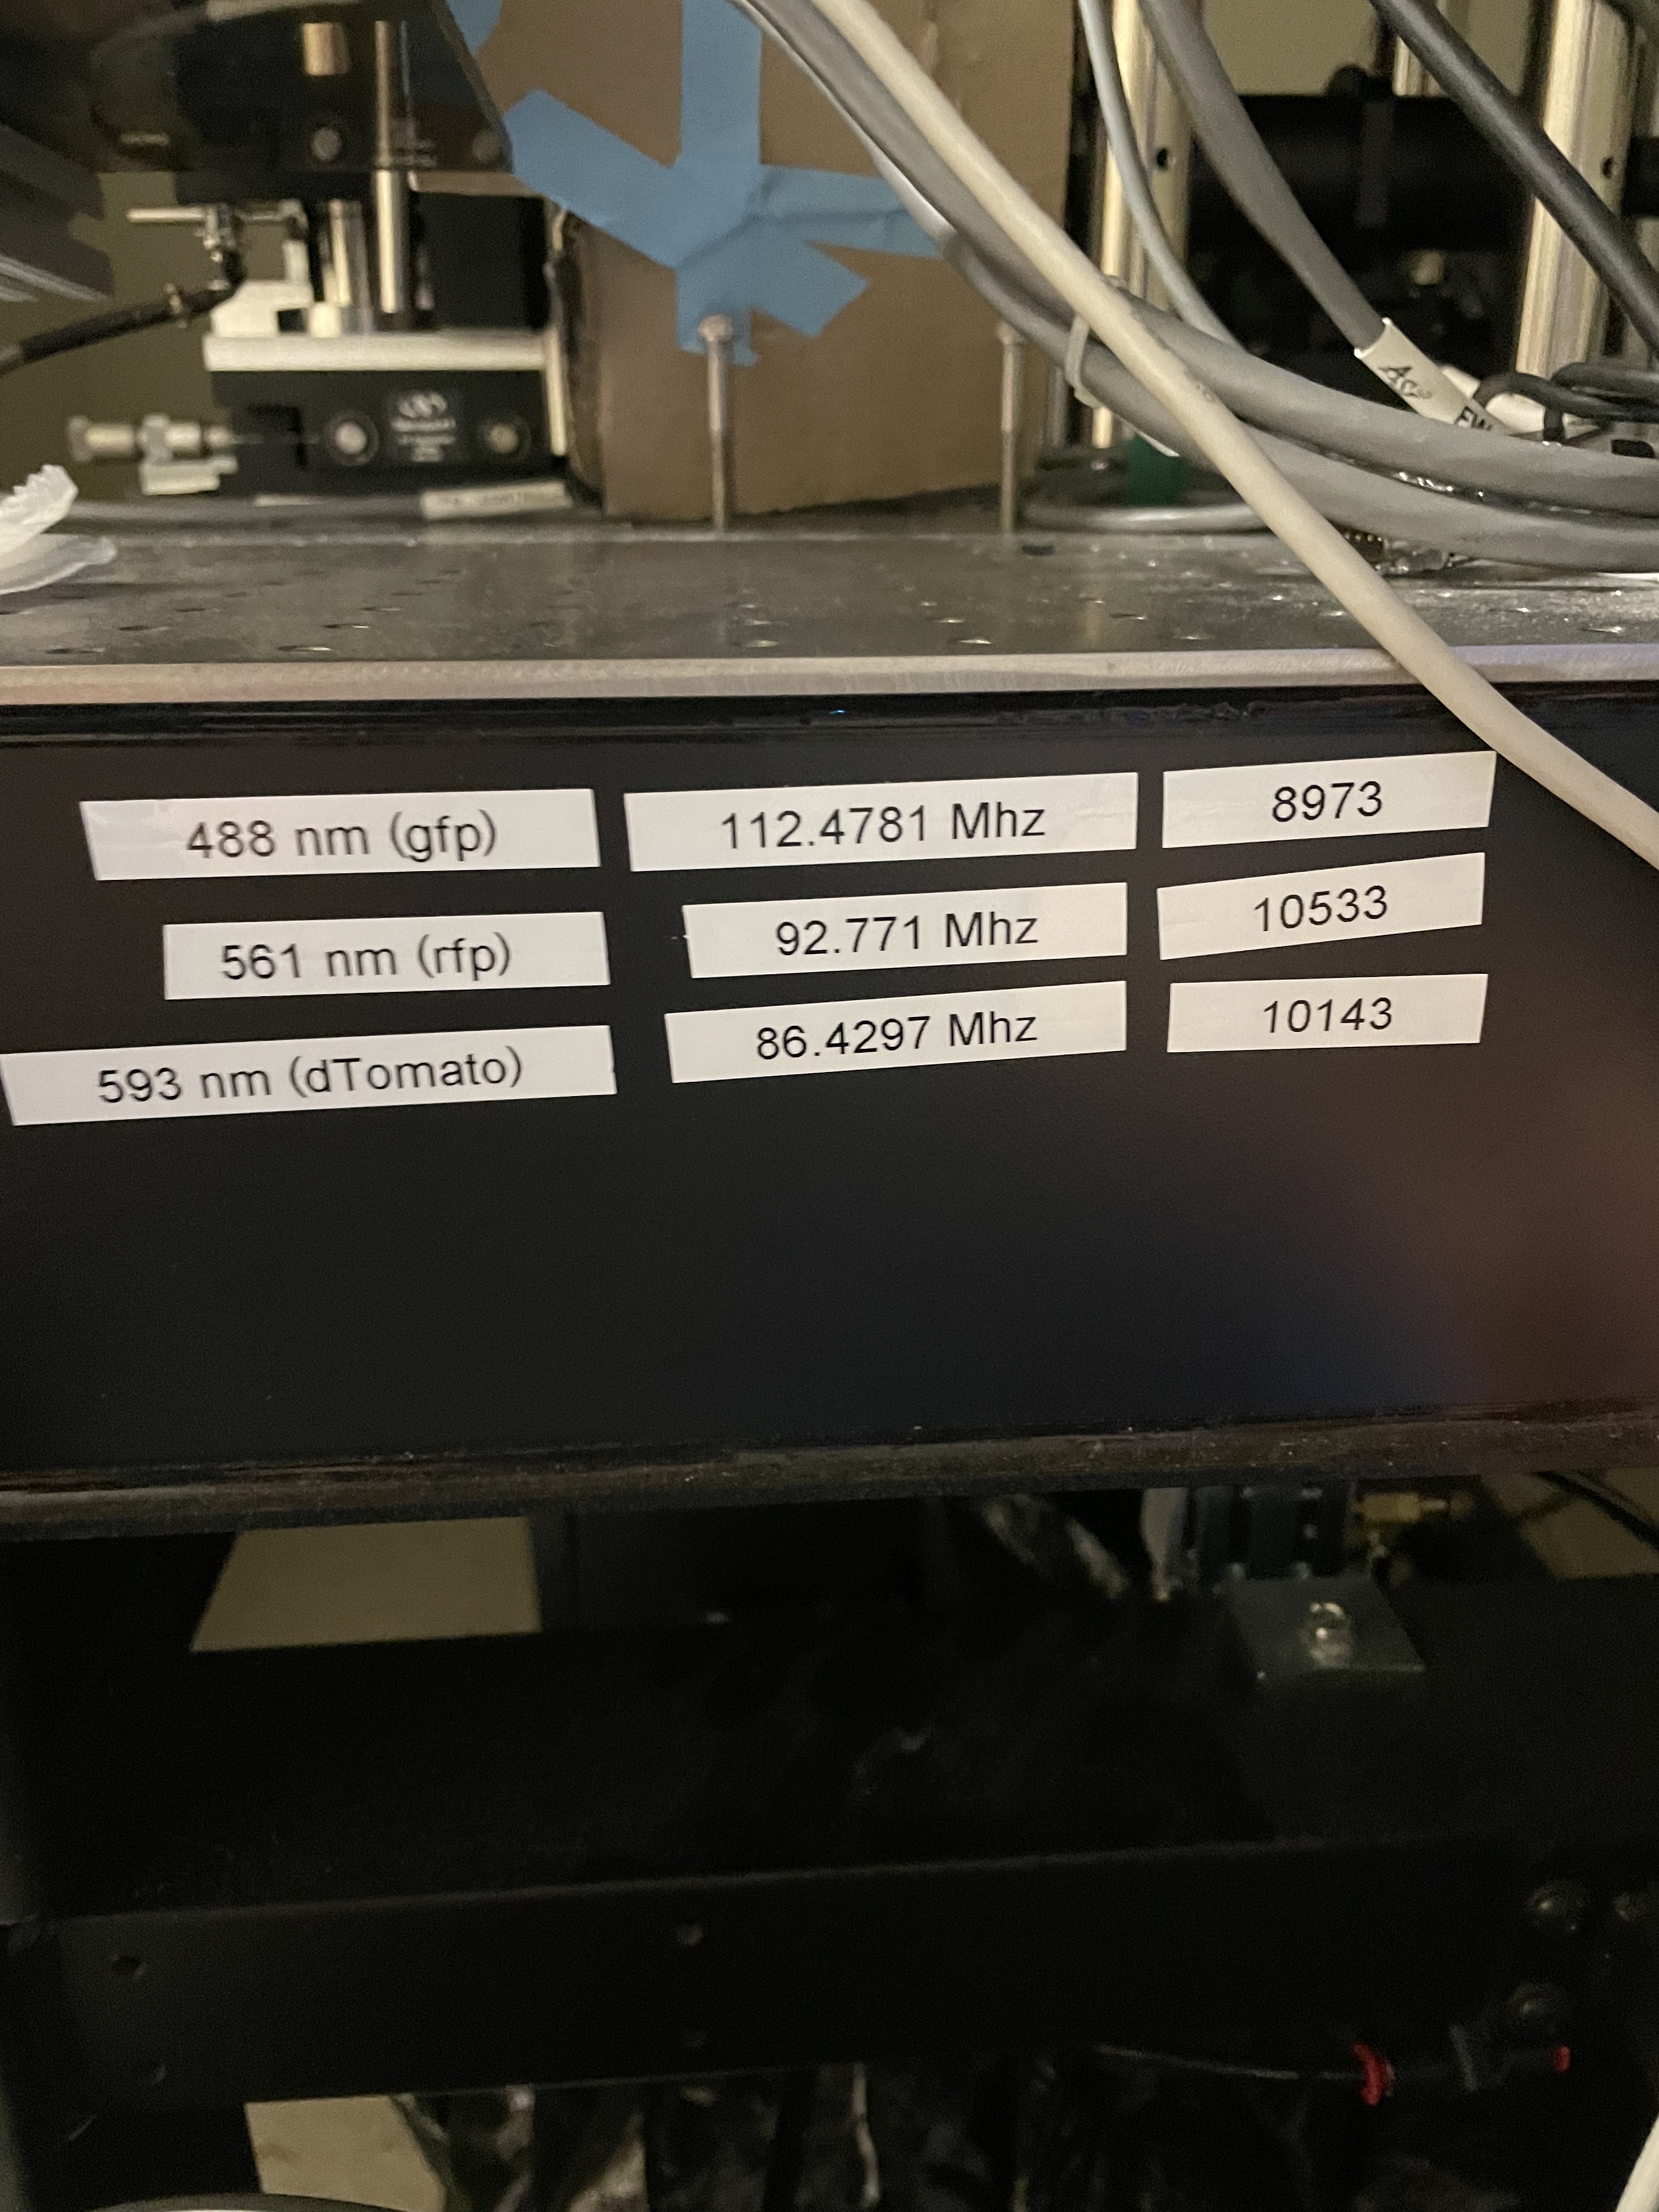 488 nm (gfp) 112.4781 Mhz 8973
561 nm (rfp) 92.771 Mhz 10533
593 nm (dTomato) 86.4297 Mhz 10143